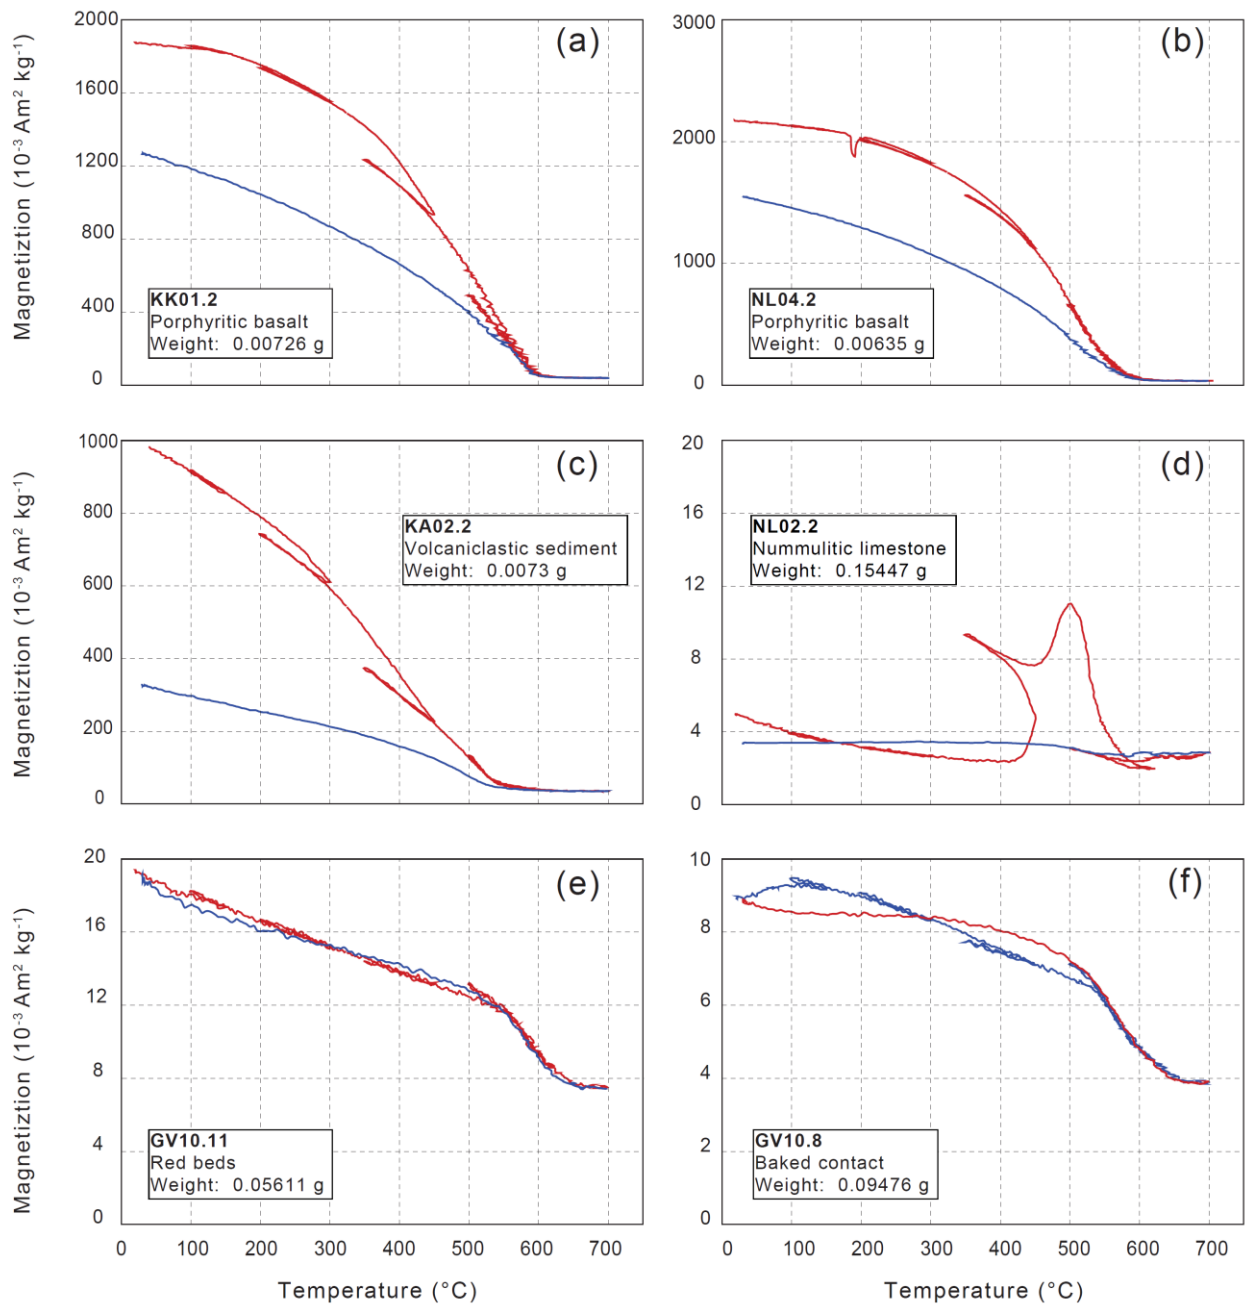 (a)
Magnetiztion (10-3 Am2 kg-1)
2000
1600
1200
800
400
0
KK01.2
Porphyritic basalt
Weight: 0.00726 g
(b)
3000
2000
1000
0
NL04.2
Porphyritic basalt
Weight: 0.00635 g
(c)
Magnetiztion (10-3 Am2 kg-1)
1000
800
600
400
200
0
KA02.2
Volcaniclastic sediment
Weight: 0.0073 g
(d)
20
16
12
8
4
0
NL02.2
Nummulitic limestone
Weight: 0.15447 g
(e)
Magnetiztion (10-3 Am2 kg-1)
20
16
12
8
4
0
GV10.11
Red beds
Weight: 0.05611 g
0 100 200 300 400 500 600 700
Temperature (°C)
(f)
10
8
6
4
2
0
GV10.8
Baked contact
Weight: 0.09476 g
0 100 200 300 400 500 600 700
Temperature (°C)